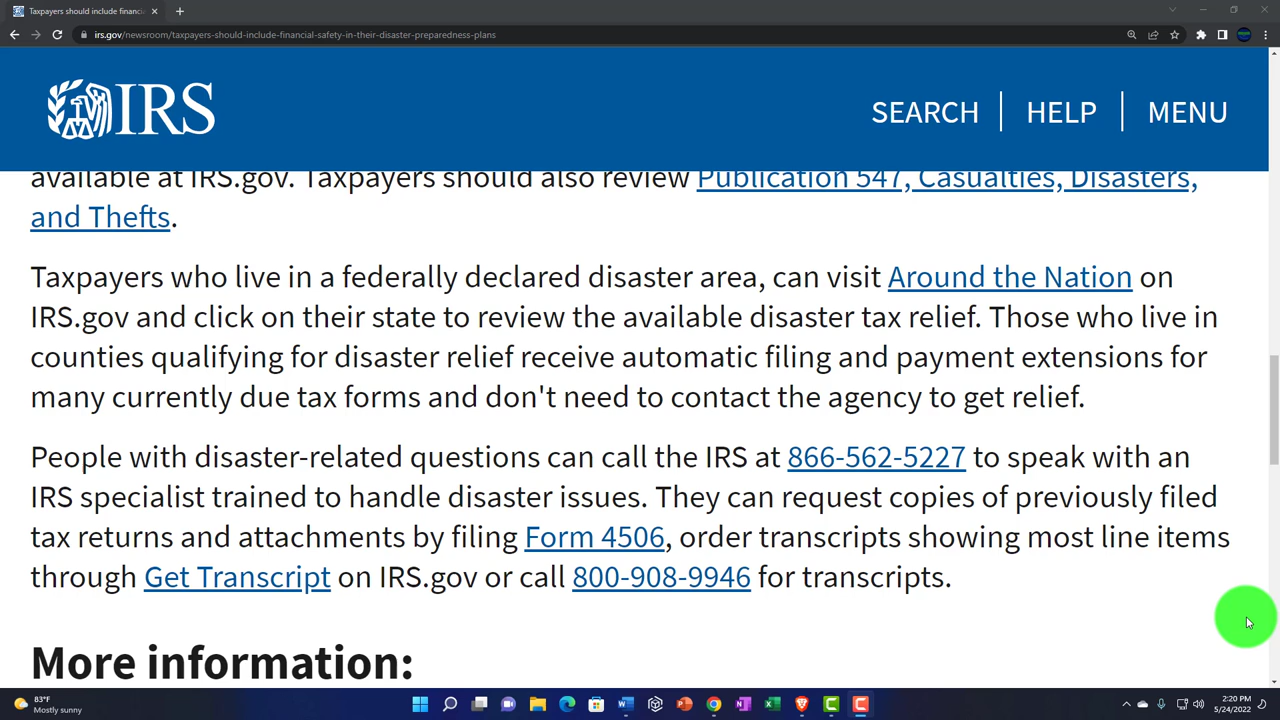 Taxpayers should include financi
irs.gov/newsroom/taxpayers-should-include-financial-safety-in-their-disaster-preparedness-plans
IRS
SEARCH
HELP
MENU
available at IRS.gov. Taxpayers should also review Publication 547, Casualties, Disasters,
and Thefts.
Taxpayers who live in a federally declared disaster area, can visit Around the Nation on
IRS.gov and click on their state to review the available disaster tax relief. Those who live in
counties qualifying for disaster relief receive automatic filing and payment extensions for
many currently due tax forms and don't need to contact the agency to get relief.
People with disaster-related questions can call the IRS at 866-562-5227 to speak with an
IRS specialist trained to handle disaster issues. They can request copies of previously filed
tax returns and attachments by filing Form 4506, order transcripts showing most line items
through Get Transcript on IRS.gov or call 800-908-9946 for transcripts.
More information:
83°F
Mostly sunny
2:20 PM
5/24/2022